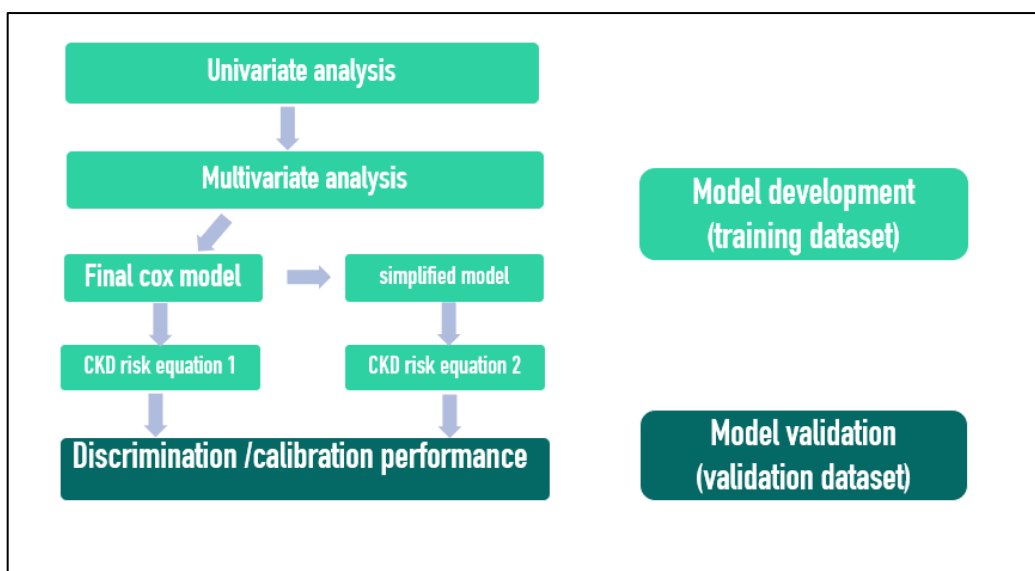 Univariate analysis
Multivariate analysis
Final cox model
simplified model
CKD risk equation 1
CKD risk equation 2
Discrimination /calibration performance
Model development
(training dataset)
Model validation
(validation dataset)